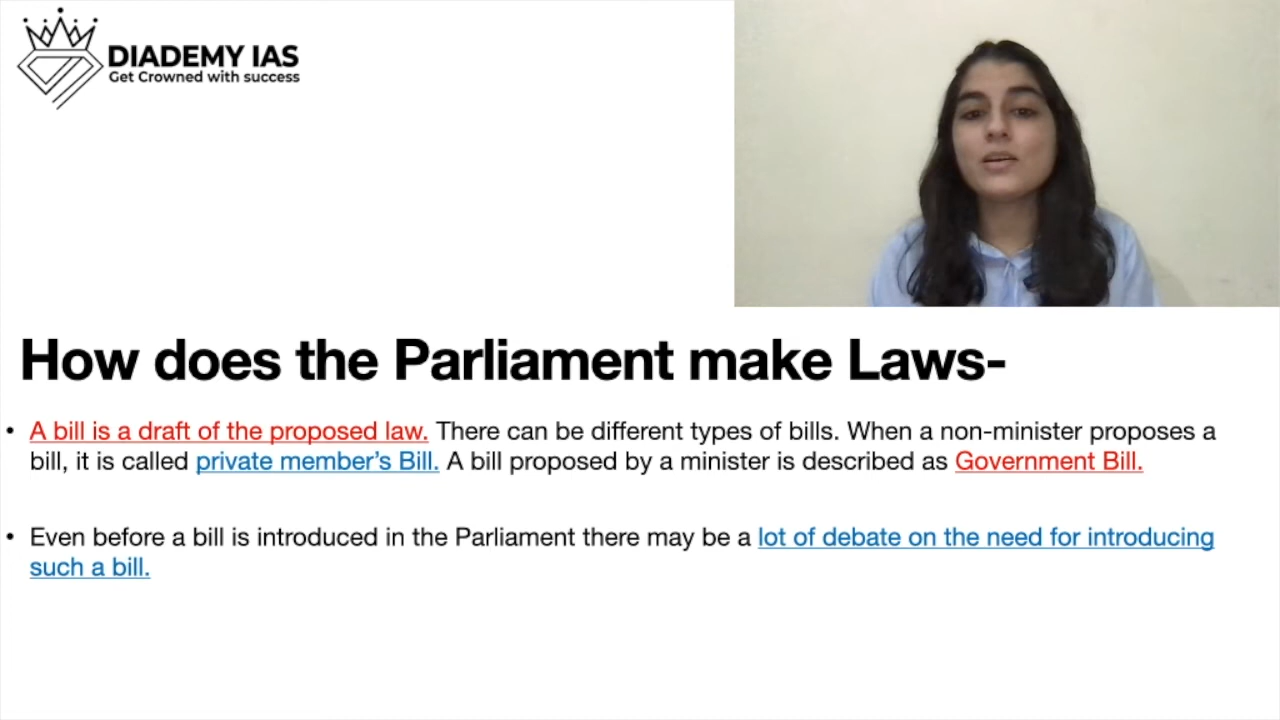 DIADEMY IAS
Get Crowned with success
How does the Parliament make Laws-
• A bill is a draft of the proposed law. There can be different types of bills. When a non-minister proposes a
bill, it is called private member’s Bill. A bill proposed by a minister is described as Government Bill.
• Even before a bill is introduced in the Parliament there may be a lot of debate on the need for introducing
such a bill.